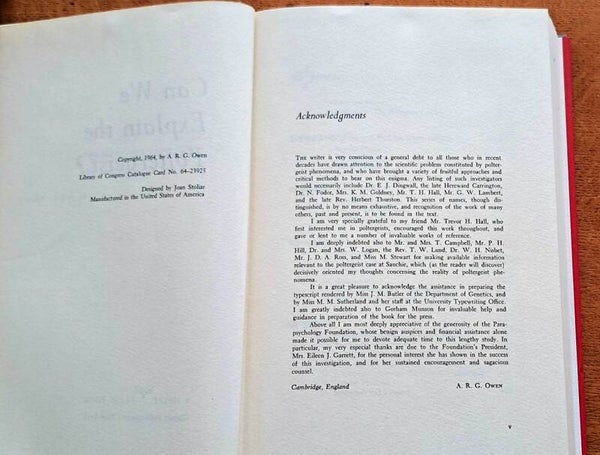 Copyright, 1964, by A. R. G. Owen
Library of Congress Catalogue Card No. 64-23925
Designed by Joan Stoliar
Manufactured in the United States of America
Acknowledgments
THE writer is very conscious of a general debt to all those who in recent
decades have drawn attention to the scientific problem constituted by polter-
geist phenomena, and who have brought a variety of fruitful approaches and
critical methods to bear on this enigma. Any listing of such investigators
would necessarily include Dr. E. J. Dingwall, the late Hereward Carrington,
Dr. N. Fodor, Mrs. K. M. Goldney, Mr. R. S. Lambert, Mr. G. W. Lambert,
and the late Rev. Herbert Thurston. This series of names, though dis-
tinguished, is by no means exhaustive, and recognition of the work of many
others, past and present, is to be found in the text.
I am very specially grateful to my friend Mr. Trevor H. Hall, who
first interested me in poltergeists, encouraged this work throughout, and
gave or lent to me a number of invaluable works of reference.
I am deeply indebted also to Mr. and Mrs. T. Campbell, Mr. P. H.
Hill, Dr. and Mrs. W. Logan, the Rev. T. W. Lund, Dr. W. H. Nisbet,
Mr. J. D. A. Ross, and Miss M. Stewart for making available information
relevant to the poltergeist case at Sauchie, which (as the reader will discover)
decisively oriented my thoughts concerning the reality of poltergeist phe-
nomena.
It is a great pleasure to acknowledge the assistance in preparing the
typescript rendered by Miss J. M. Butler of the Department of Genetics, and
by Miss M. M. Sutherland and her staff at the University Typewriting Office.
I am greatly indebted also to Gorham Munson for invaluable help and
guidance in preparation of the book for the press.
Above all I am most deeply appreciative of the generosity of the Para-
psychology Foundation, whose benign auspices and financial assistance alone
made it possible for me to devote adequate time to this lengthy study. In
particular, my very especial thanks are due to the Foundation's President,
Mrs. Eileen J. Garrett, for the personal interest she has shown in the success
of this investigation, and for her sustained encouragement and sagacious
counsel.
Cambridge, England A. R. G. OWEN
v